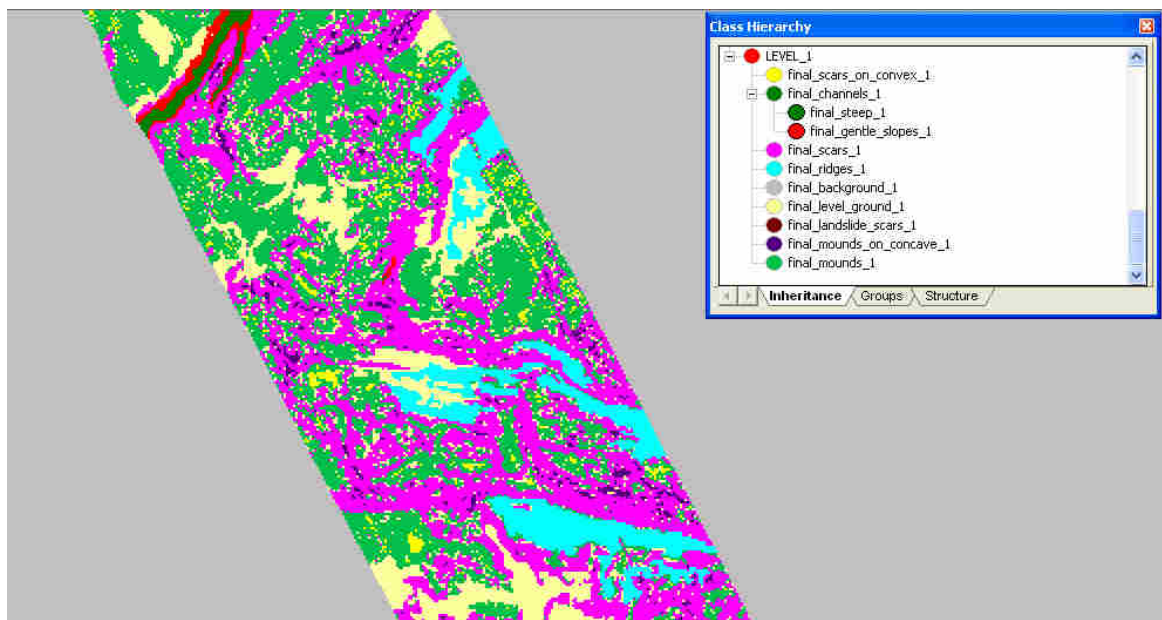 Class Hierarchy
LEVEL_1
final_scars_on_convex_1
final_channels_1
final_steep_1
final_gentle_slopes_1
final_scars_1
final_ridges_1
final_background_1
final_level_ground_1
final_landslide_scars_1
final_mounds_on_concave_1
final_mounds_1
Inheritance Groups Structure